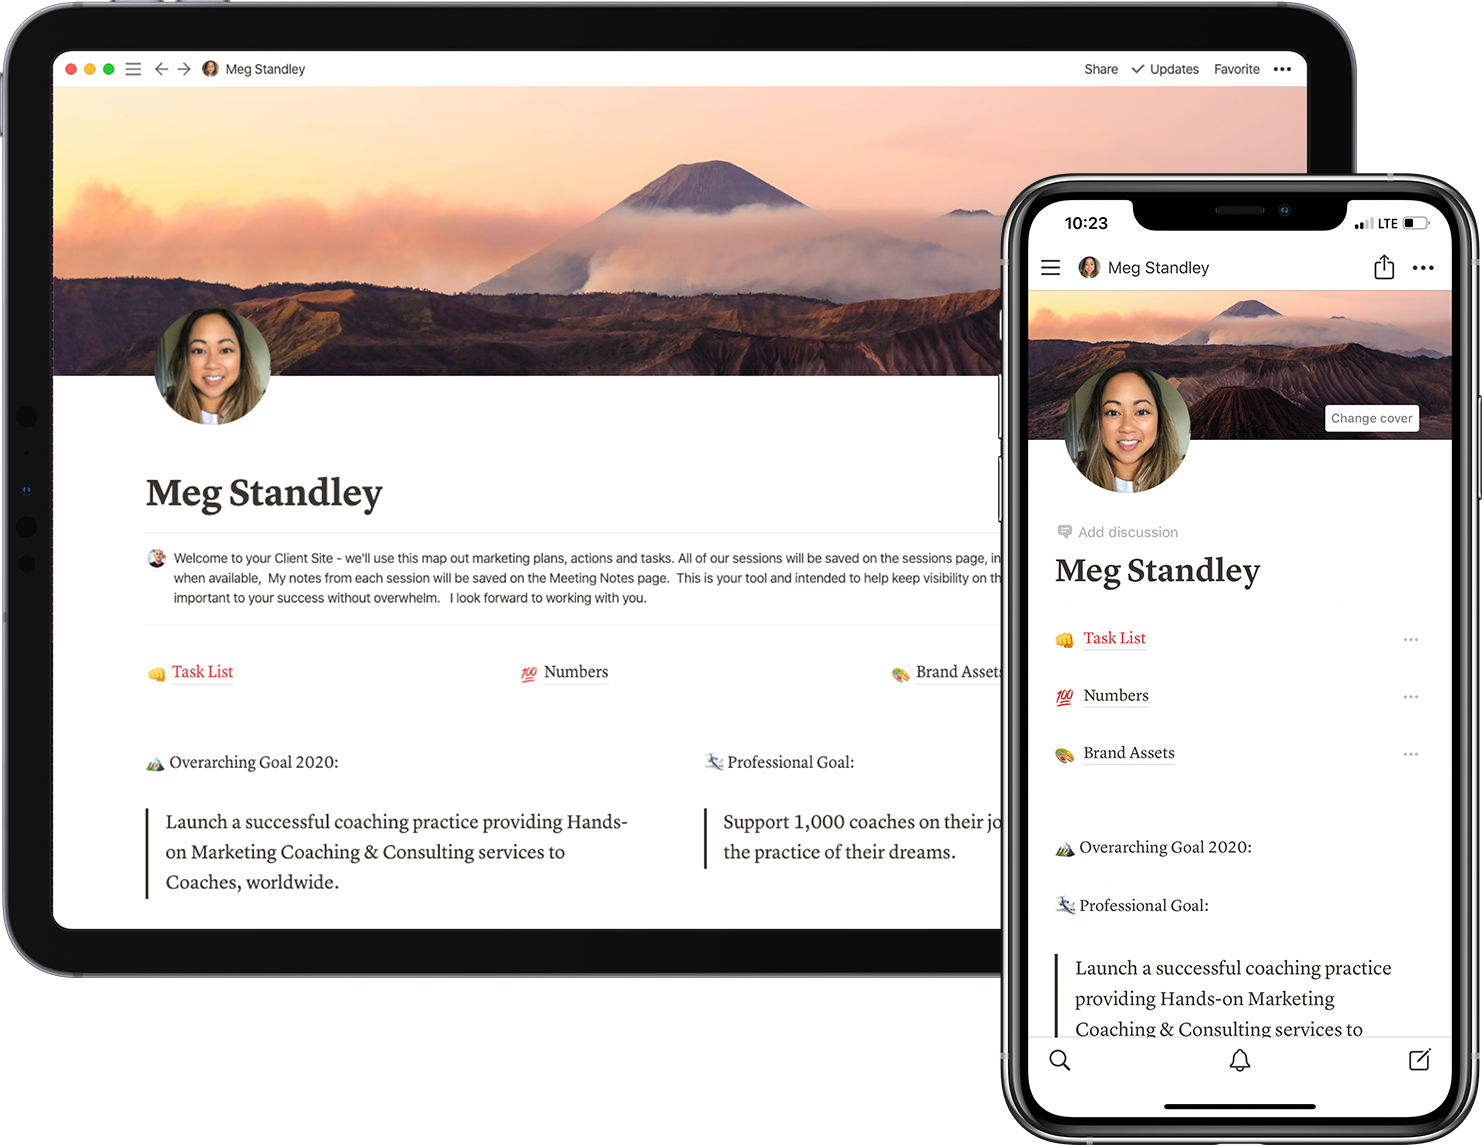 Meg Standley
Share
Updates
Favorite
Meg Standley
Welcome to your Client Site - we'll use this map out marketing plans, actions and tasks. All of our sessions will be saved on the sessions page, in
when available, My notes from each session will be saved on the Meeting Notes page. This is your tool and intended to help keep visibility on th
important to your success without overwhelm. I look forward to working with you.
Task List
100 Numbers
Brand Assets
Overarching Goal 2020:
Professional Goal:
Launch a successful coaching practice providing Hands-
on Marketing Coaching & Consulting services to
Coaches, worldwide.
Support 1,000 coaches on their jo
the practice of their dreams.
10:23
LTE
Meg Standley
Change cover
Add discussion
Meg Standley
Task List
100 Numbers
Brand Assets
Overarching Goal 2020:
Professional Goal:
Launch a successful coaching practice
providing Hands-on Marketing
Coaching & Consulting services to